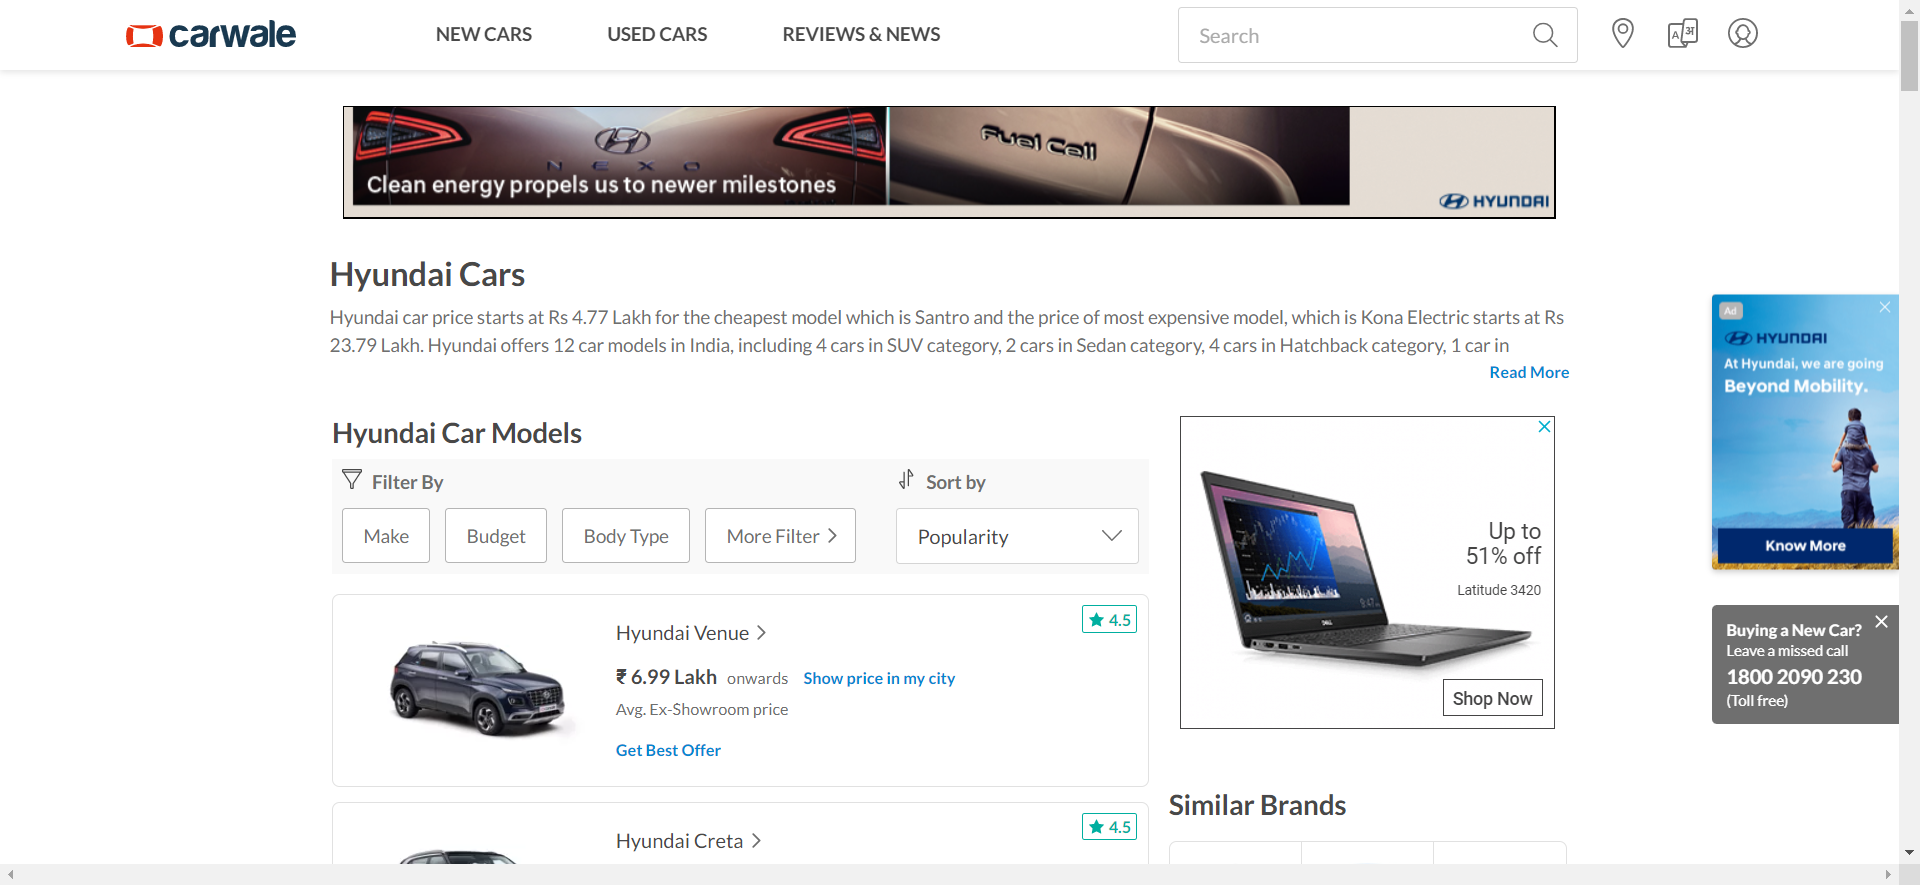 carwale
NEW CARS
USED CARS
REVIEWS & NEWS
Search
NEXO
Fuel Cell
Clean energy propels us to newer milestones
HYUNDAI
Hyundai Cars
Hyundai car price starts at Rs 4.77 Lakh for the cheapest model which is Santro and the price of most expensive model, which is Kona Electric starts at Rs
23.79 Lakh. Hyundai offers 12 car models in India, including 4 cars in SUV category, 2 cars in Sedan category, 4 cars in Hatchback category, 1 car in
Read More
Hyundai Car Models
Filter By
Sort by
Make
Budget
Body Type
More Filter
Popularity
4.5
Hyundai Venue
₹ 6.99 Lakh onwards Show price in my city
Avg. Ex-Showroom price
Get Best Offer
4.5
Hyundai Creta
Up to
51% off
Latitude 3420
DELL
Shop Now
Similar Brands
Ad
HYUNDAI
At Hyundai, we are going
Beyond Mobility.
Know More
Buying a New Car?
Leave a missed call
1800 2090 230
(Toll free)